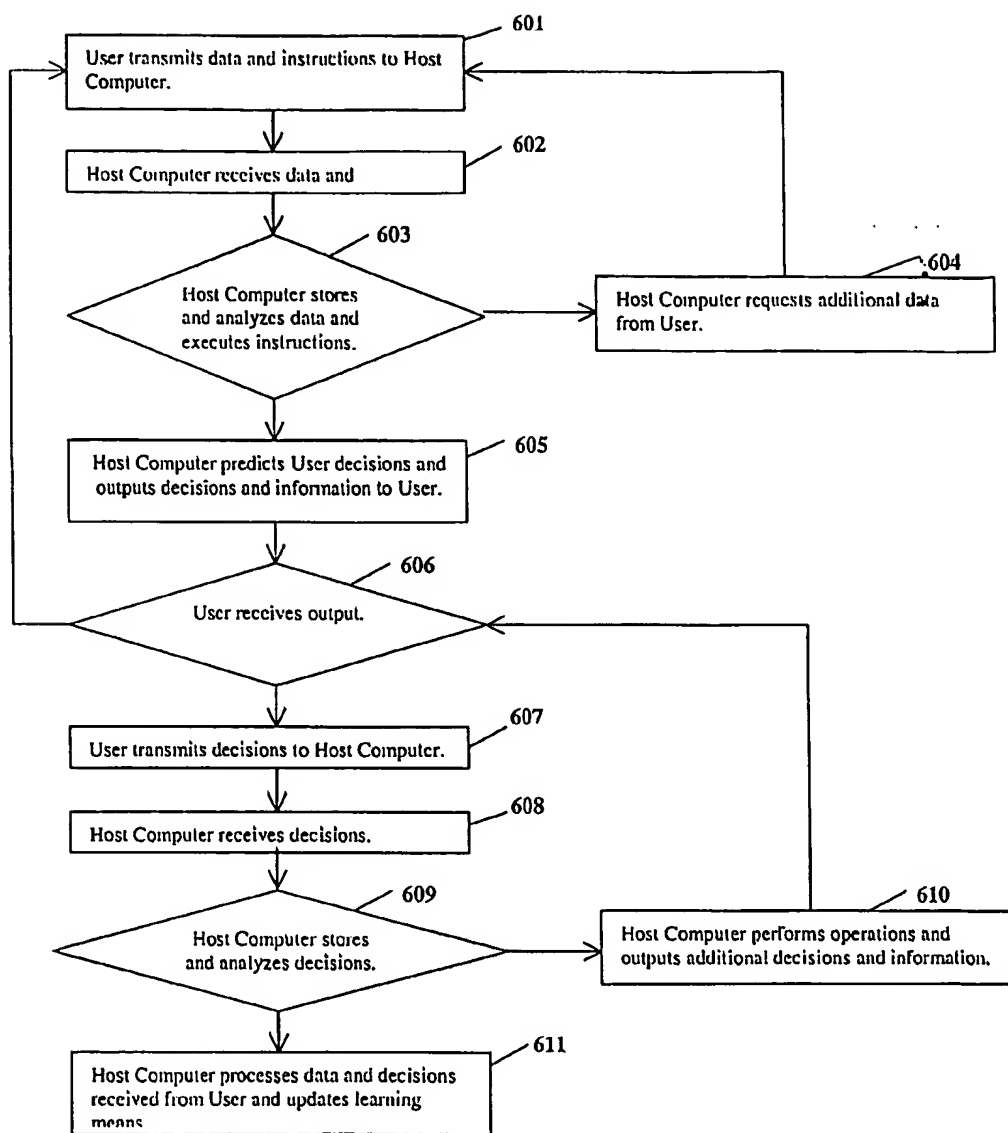 601
User transmits data and instructions to Host
Computer.
602
Host Computer receives data and
603
Host Computer stores
and analyzes data and
executes instructions.
604
Host Computer requests additional data
from User.
605
Host Computer predicts User decisions and
outputs decisions and information to User.
606
User receives output.
607
User transmits decisions to Host Computer.
608
Host Computer receives decisions.
609
Host Computer stores
and analyzes decisions.
610
Host Computer performs operations and
outputs additional decisions and information.
611
Host Computer processes data and decisions
received from User and updates learning
means